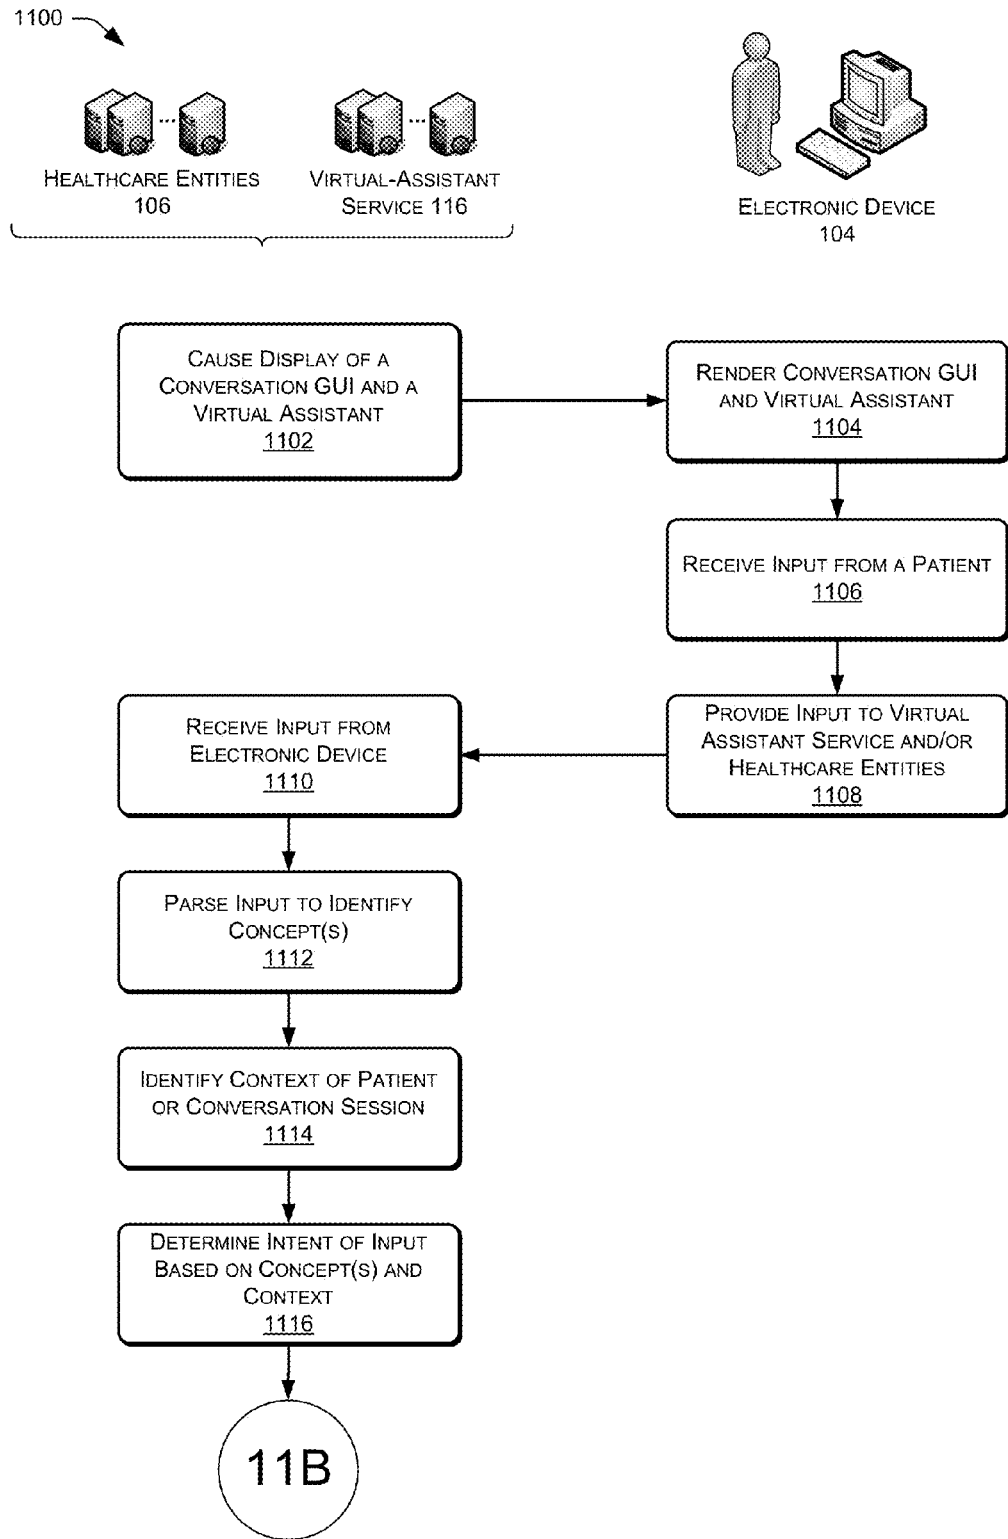 1100
HEALTHCARE ENTITIES
106
VIRTUAL-ASSISTANT
SERVICE 116
ELECTRONIC DEVICE
104
CAUSE DISPLAY OF A
CONVERSATION GUI AND A
VIRTUAL ASSISTANT
1102
RENDER CONVERSATION GUI
AND VIRTUAL ASSISTANT
1104
RECEIVE INPUT FROM A PATIENT
1106
PROVIDE INPUT TO VIRTUAL
ASSISTANT SERVICE AND/OR
HEALTHCARE ENTITIES
1108
RECEIVE INPUT FROM
ELECTRONIC DEVICE
1110
PARSE INPUT TO IDENTIFY
CONCEPT(S)
1112
IDENTIFY CONTEXT OF PATIENT
OR CONVERSATION SESSION
1114
DETERMINE INTENT OF INPUT
BASED ON CONCEPT(S) AND
CONTEXT
1116
11B